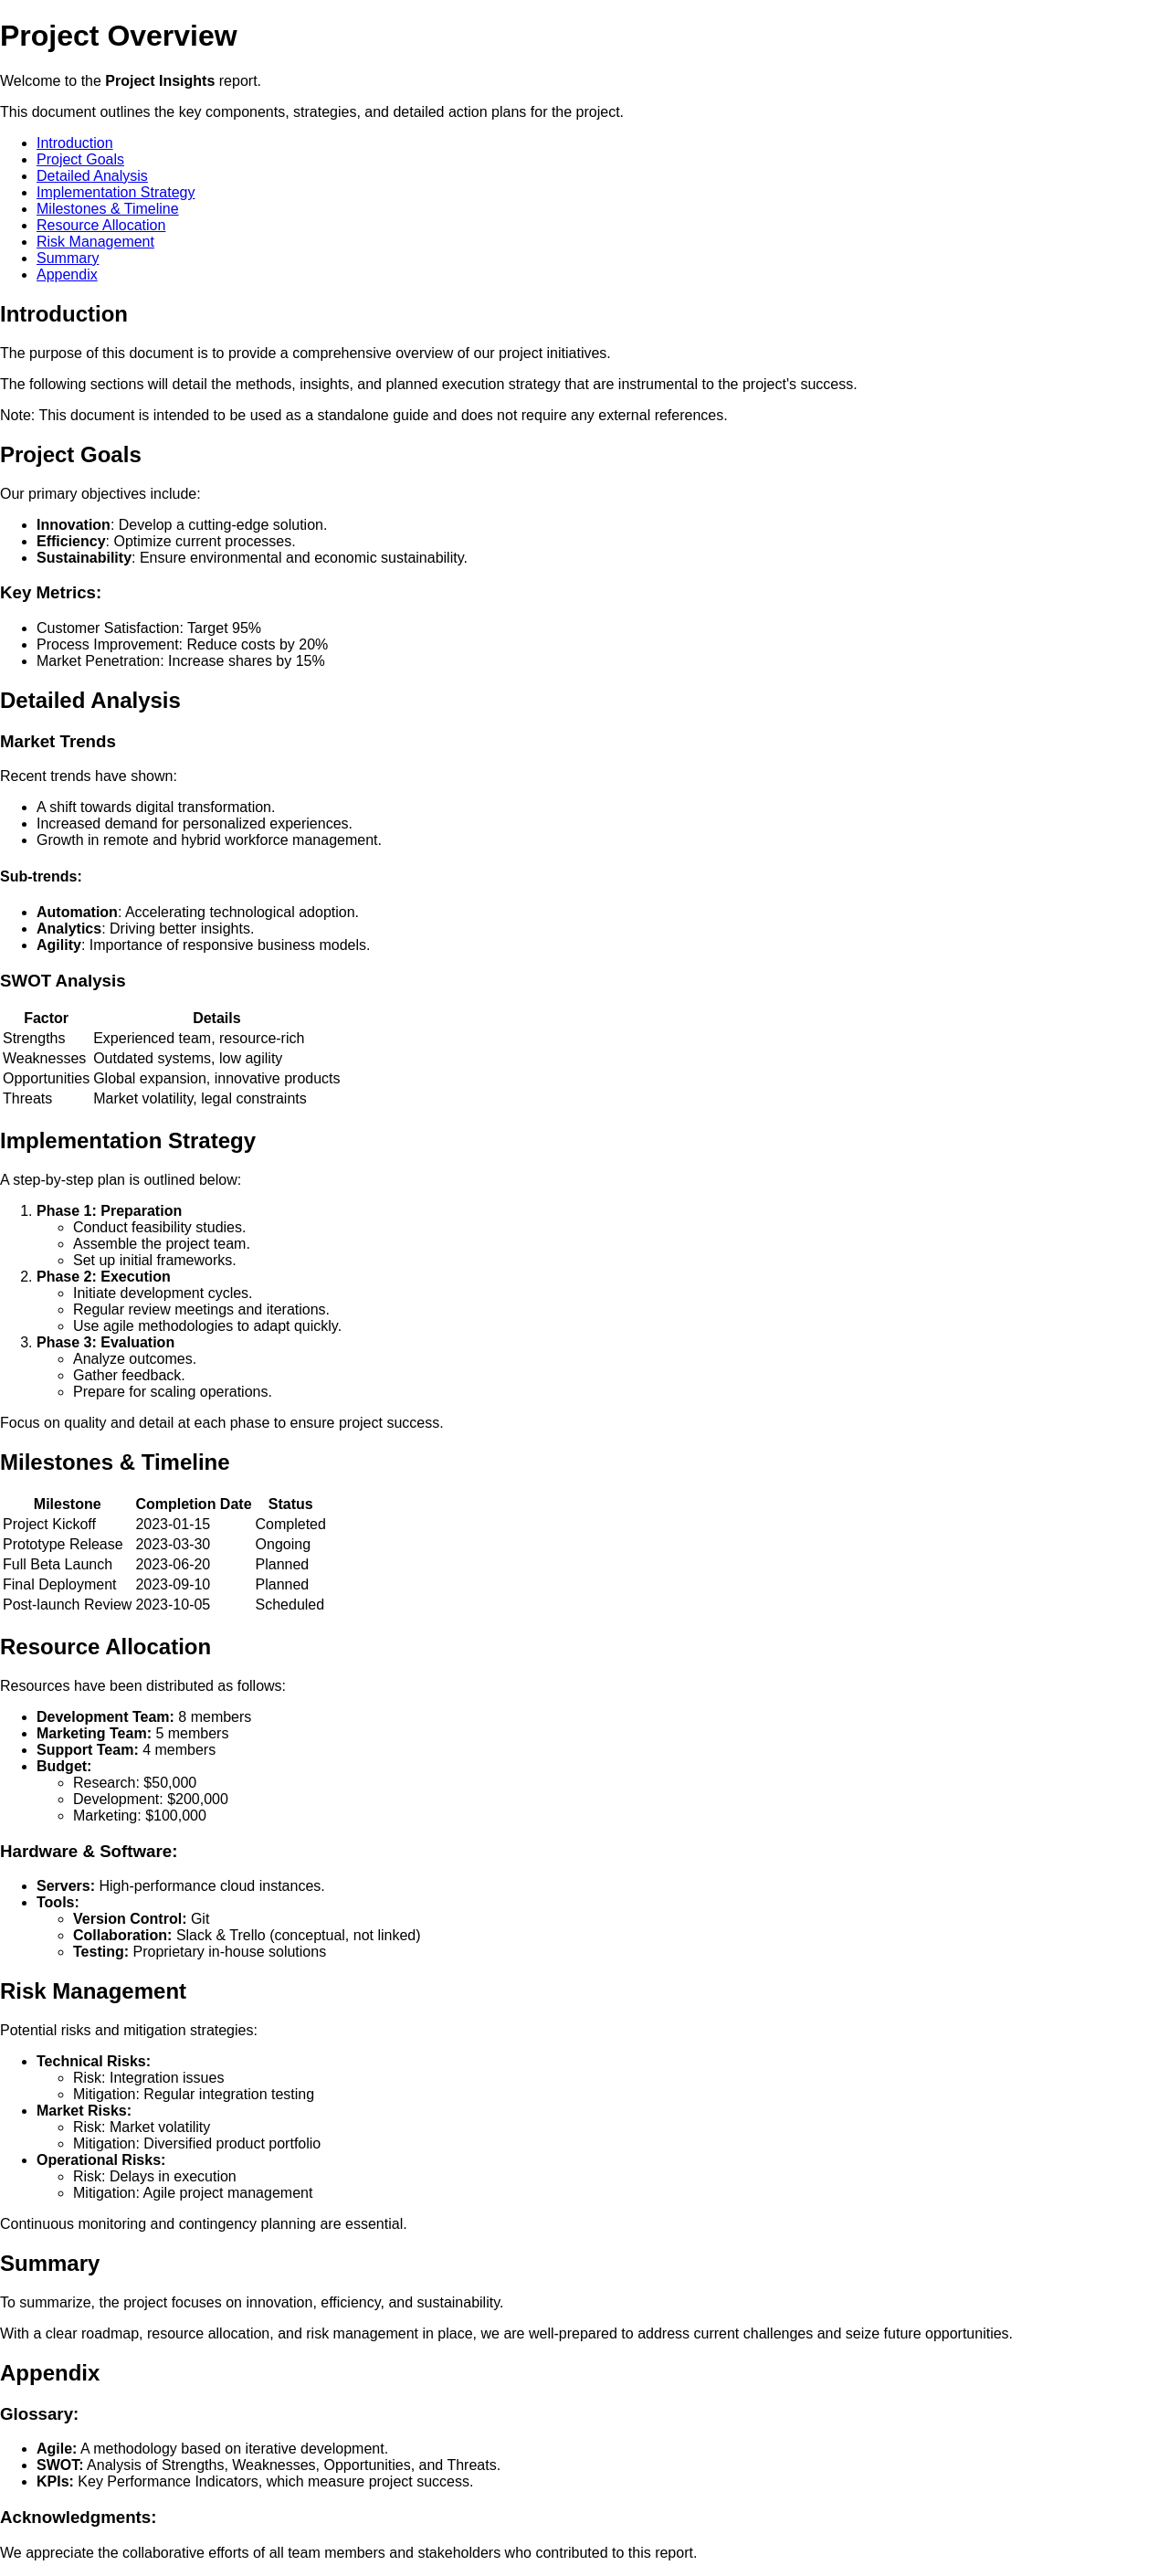 Project Overview
Welcome to the Project Insights report.
This document outlines the key components, strategies, and detailed action plans for the project.
Introduction
Project Goals
Detailed Analysis
Implementation Strategy
Milestones & Timeline
Resource Allocation
Risk Management
Summary
Appendix
Introduction
The purpose of this document is to provide a comprehensive overview of our project initiatives.
The following sections will detail the methods, insights, and planned execution strategy that are instrumental to the project's success.
Note: This document is intended to be used as a standalone guide and does not require any external references.
Project Goals
Our primary objectives include:
Innovation: Develop a cutting-edge solution.
Efficiency: Optimize current processes.
Sustainability: Ensure environmental and economic sustainability.
Key Metrics:
Customer Satisfaction: Target 95%
Process Improvement: Reduce costs by 20%
Market Penetration: Increase shares by 15%
Detailed Analysis
Market Trends
Recent trends have shown:
A shift towards digital transformation.
Increased demand for personalized experiences.
Growth in remote and hybrid workforce management.
Sub-trends:
Automation: Accelerating technological adoption.
Analytics: Driving better insights.
Agility: Importance of responsive business models.
SWOT Analysis
Factor Details
Strengths Experienced team, resource-rich
Weaknesses Outdated systems, low agility
Opportunities Global expansion, innovative products
Threats Market volatility, legal constraints
Implementation Strategy
A step-by-step plan is outlined below:
1. Phase 1: Preparation
Conduct feasibility studies.
Assemble the project team.
Set up initial frameworks.
2. Phase 2: Execution
Initiate development cycles.
Regular review meetings and iterations.
Use agile methodologies to adapt quickly.
3. Phase 3: Evaluation
Analyze outcomes.
Gather feedback.
Prepare for scaling operations.
Focus on quality and detail at each phase to ensure project success.
Milestones & Timeline
Milestone Completion Date Status
Project Kickoff 2023-01-15 Completed
Prototype Release 2023-03-30 Ongoing
Full Beta Launch 2023-06-20 Planned
Final Deployment 2023-09-10 Planned
Post-launch Review 2023-10-05 Scheduled
Resource Allocation
Resources have been distributed as follows:
Development Team: 8 members
Marketing Team: 5 members
Support Team: 4 members
Budget:
Research: $50,000
Development: $200,000
Marketing: $100,000
Hardware & Software:
Servers: High-performance cloud instances.
Tools:
Version Control: Git
Collaboration: Slack & Trello (conceptual, not linked)
Testing: Proprietary in-house solutions
Risk Management
Potential risks and mitigation strategies:
Technical Risks:
Risk: Integration issues
Mitigation: Regular integration testing
Market Risks:
Risk: Market volatility
Mitigation: Diversified product portfolio
Operational Risks:
Risk: Delays in execution
Mitigation: Agile project management
Continuous monitoring and contingency planning are essential.
Summary
To summarize, the project focuses on innovation, efficiency, and sustainability.
With a clear roadmap, resource allocation, and risk management in place, we are well-prepared to address current challenges and seize future opportunities.
Appendix
Glossary:
Agile: A methodology based on iterative development.
SWOT: Analysis of Strengths, Weaknesses, Opportunities, and Threats.
KPIs: Key Performance Indicators, which measure project success.
Acknowledgments:
We appreciate the collaborative efforts of all team members and stakeholders who contributed to this report.